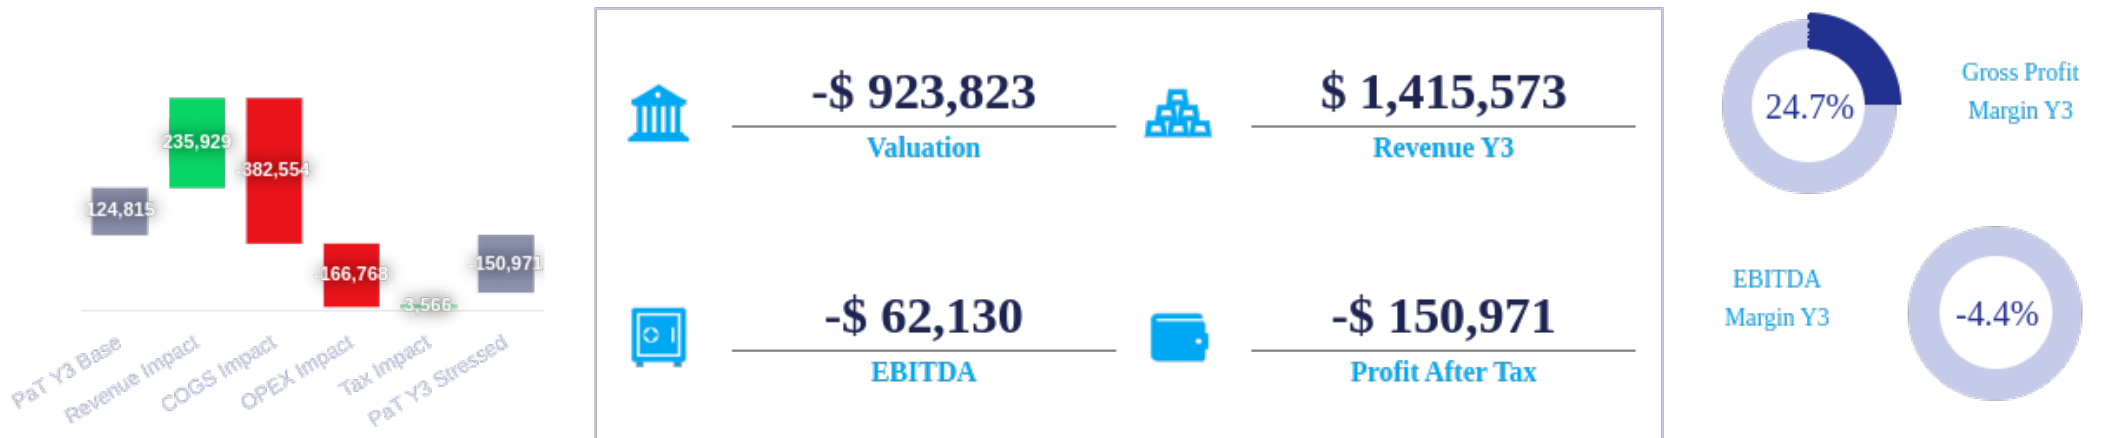 124,815
235,929
-382,554
-166,768
3,566
-150,971
PaT Y3 Base
Revenue Impact
COGS Impact
OPEX Impact
Tax Impact
PaT Y3 Stressed
-$ 923,823
Valuation
$ 1,415,573
Revenue Y3
-$ 62,130
EBITDA
-$ 150,971
Profit After Tax
24.7%
Gross Profit
Margin Y3
EBITDA
Margin Y3
-4.4%